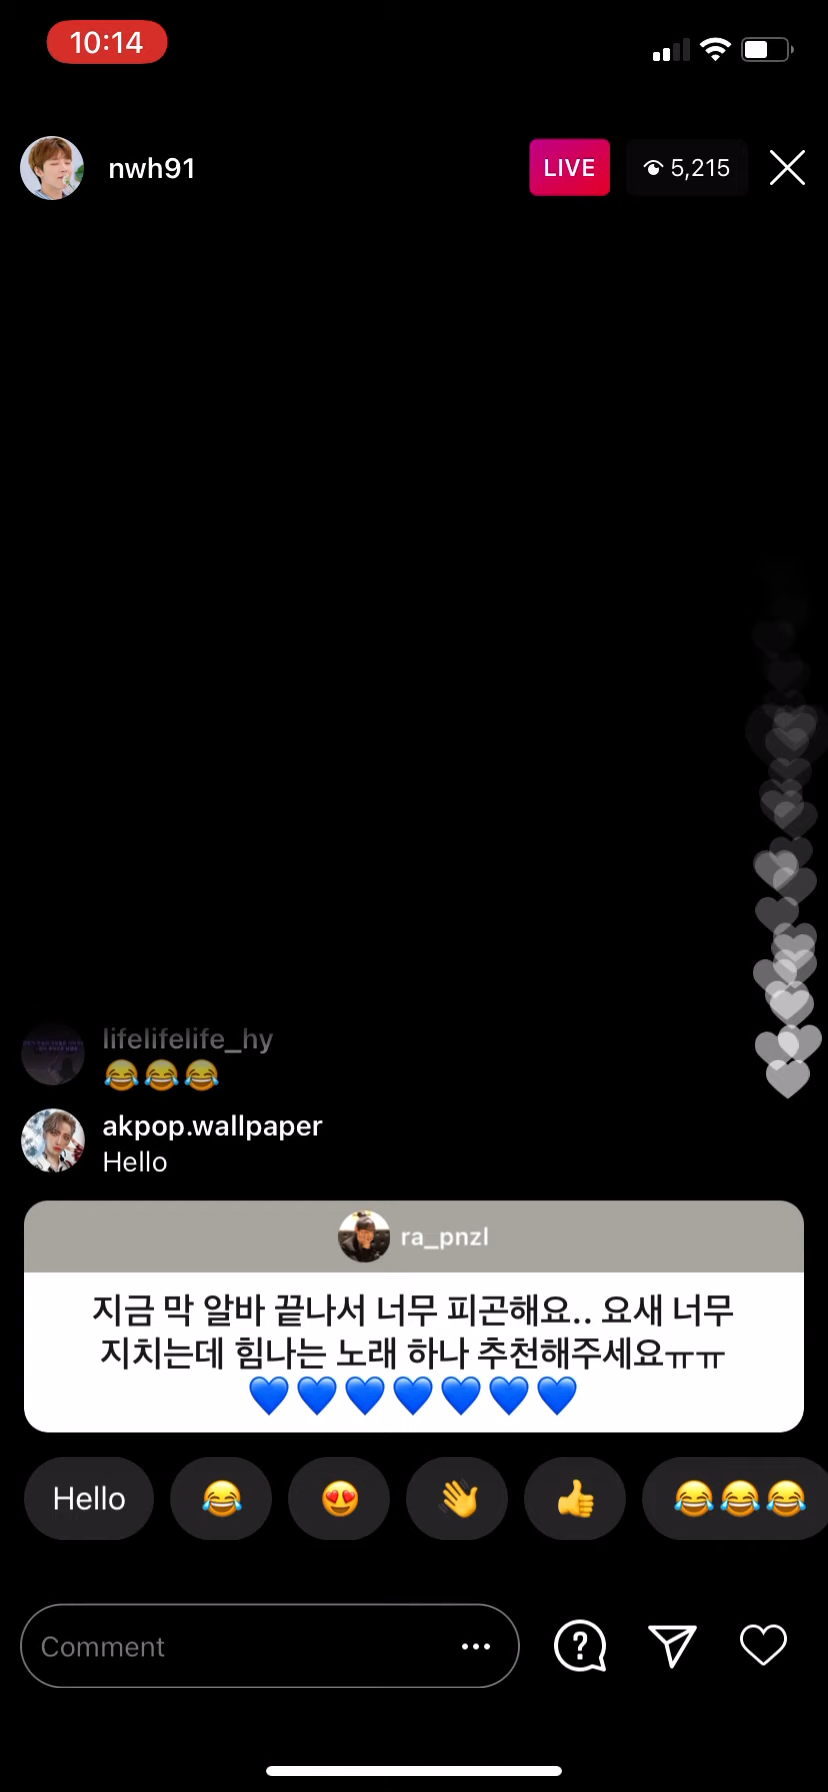 10:14
nwh91
LIVE
5,215
lifelifelife_hy
😂😂😂
akpop.wallpaper
Hello
ra_pnzl
지금 막 알바 끝나서 너무 피곤해요.. 요새 너무
지치는데 힘나는 노래 하나 추천해주세요ㅠㅠ
💙💙💙💙💙💙💙
Hello 😂 😍 👋 👍 😂😂😂
Comment